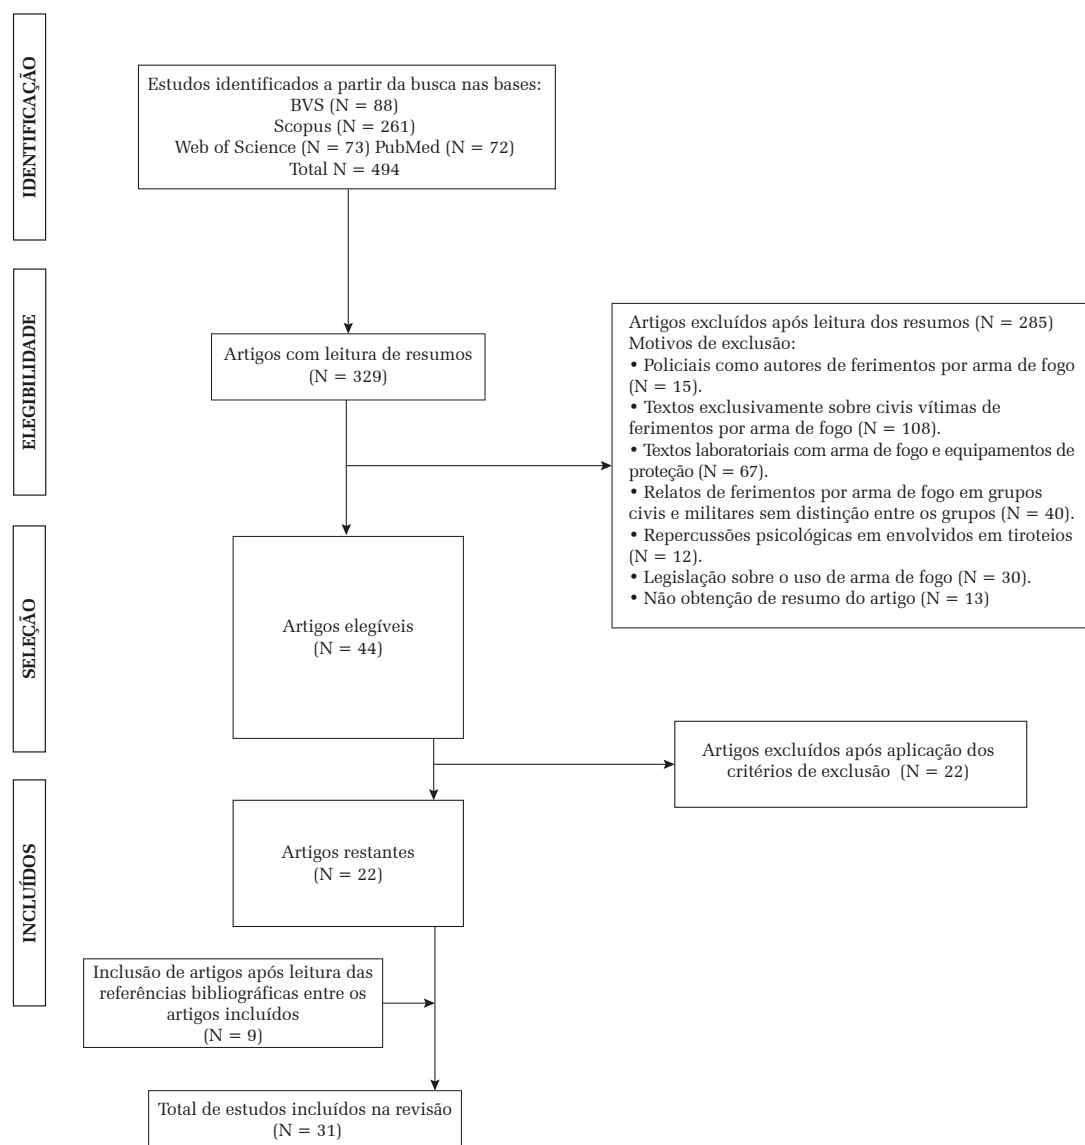 IDENTIFICAÇÃO
Estudos identificados a partir da busca nas bases:
BVS (N = 88)
Scopus (N = 261)
Web of Science (N = 73) PubMed (N = 72)
Total N = 494
ELEGIBILIDADE
Artigos com leitura de resumos
(N = 329)
Artigos excluídos após leitura dos resumos (N = 285)
Motivos de exclusão:
• Policiais como autores de ferimentos por arma de fogo
(N = 15).
• Textos exclusivamente sobre civis vítimas de
ferimentos por arma de fogo (N = 108).
• Textos laboratoriais com arma de fogo e equipamentos de
proteção (N = 67).
• Relatos de ferimentos por arma de fogo em grupos
civis e militares sem distinção entre os grupos (N = 40).
• Repercussões psicológicas em envolvidos em tiroteios
(N = 12).
• Legislação sobre o uso de arma de fogo (N = 30).
• Não obtenção de resumo do artigo (N = 13)
SELEÇÃO
Artigos elegíveis
(N = 44)
Artigos excluídos após aplicação dos
critérios de exclusão (N = 22)
INCLUÍDOS
Artigos restantes
(N = 22)
Inclusão de artigos após leitura das
referências bibliográficas entre os
artigos incluídos
(N = 9)
Total de estudos incluídos na revisão
(N = 31)